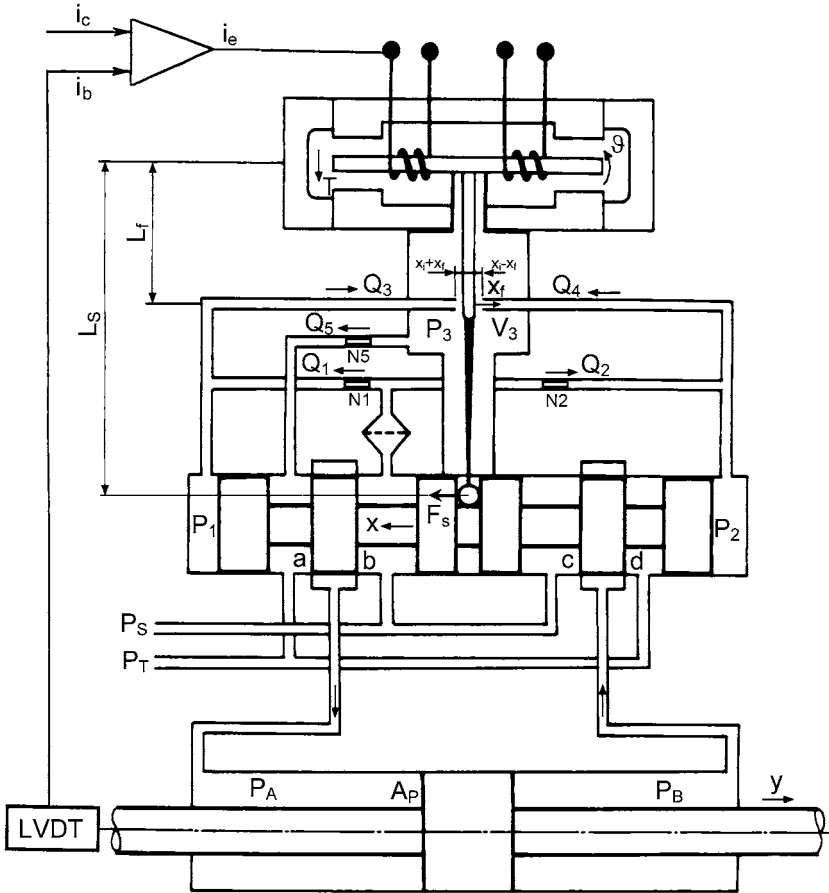 i_c
i_e
i_b
T
ϑ
L_f
L_S
x_i+x_f
x_i-x_f
Q_3
x_f
Q_4
Q_5
P_3
V_3
N5
Q_1
Q_2
N1
N2
P_1
F_s
x
P_2
a
b
c
d
P_S
P_T
P_A
A_P
P_B
y
LVDT